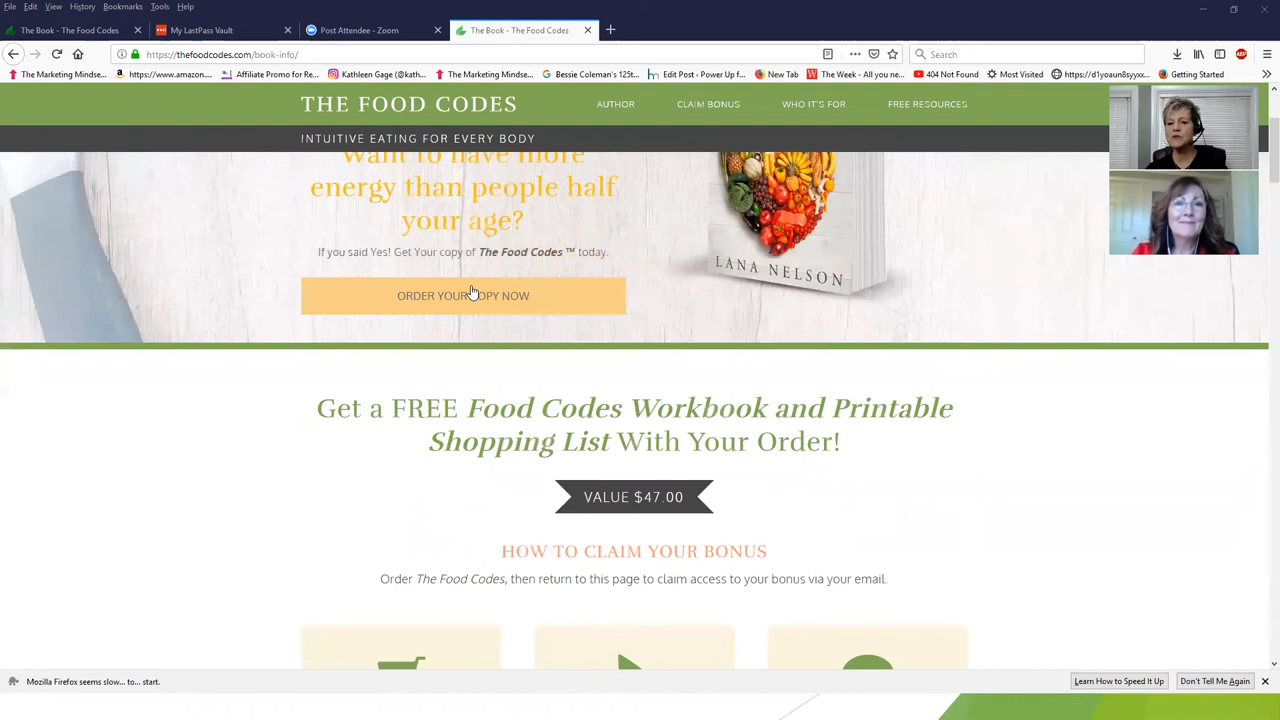 File Edit View History Bookmarks Tools Help
The Book - The Food Codes
My LastPass Vault
Post Attendee - Zoom
The Book - The Food Codes
https://thefoodcodes.com/book-info/
Search
The Marketing Mindse...
https://www.amazon....
Affiliate Promo for Re...
Kathleen Gage (@kath...
The Marketing Mindse...
Bessie Coleman's 125t...
Edit Post ‹ Power Up f...
New Tab
The Week - All you ne...
404 Not Found
Most Visited
https://d1yoaun8syyxx...
Getting Started
THE FOOD CODES
AUTHOR
CLAIM BONUS
WHO IT'S FOR
FREE RESOURCES
INTUITIVE EATING FOR EVERY BODY
Want to have more
energy than people half
your age?
If you said Yes! Get Your copy of The Food Codes ™ today.
ORDER YOUR COPY NOW
LANA NELSON
Get a FREE Food Codes Workbook and Printable
Shopping List With Your Order!
VALUE $47.00
HOW TO CLAIM YOUR BONUS
Order The Food Codes, then return to this page to claim access to your bonus via your email.
Mozilla Firefox seems slow... to... start.
Learn How to Speed It Up
Don't Tell Me Again